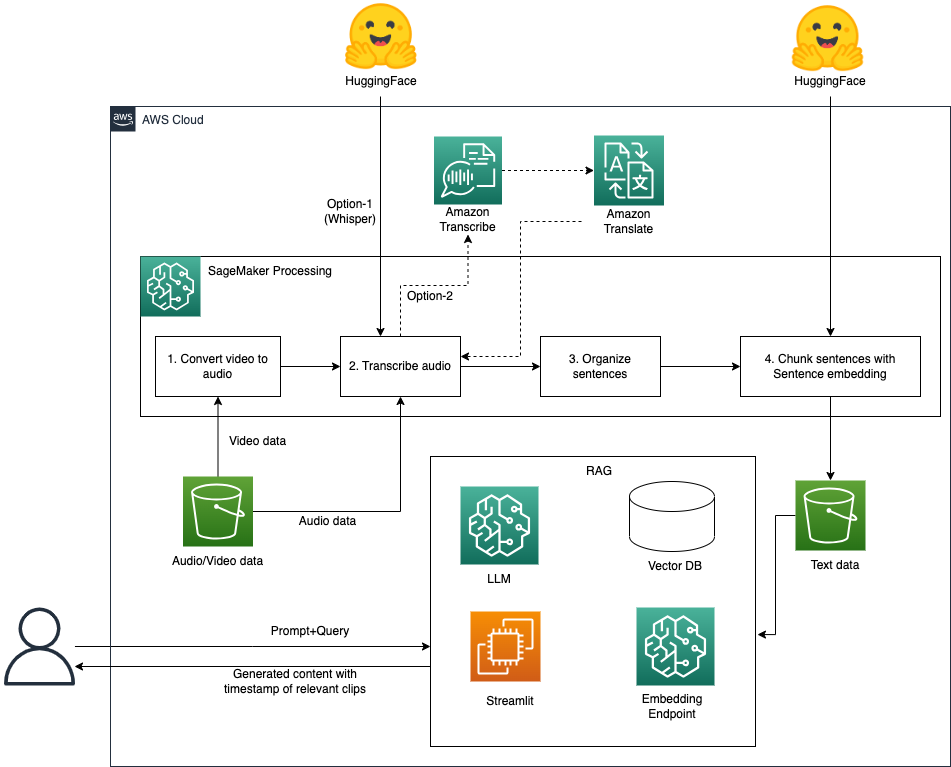 HuggingFace
HuggingFace
aws
AWS Cloud
Option-1
(Whisper)
Amazon
Transcribe
A
文
Amazon
Translate
SageMaker Processing
Option-2
1. Convert video to
audio
2. Transcribe audio
3. Organize
sentences
4. Chunk sentences with
Sentence embedding
Video data
Audio data
Audio/Video data
RAG
LLM
Vector DB
Text data
Prompt+Query
Generated content with
timestamp of relevant clips
Streamlit
Embedding
Endpoint